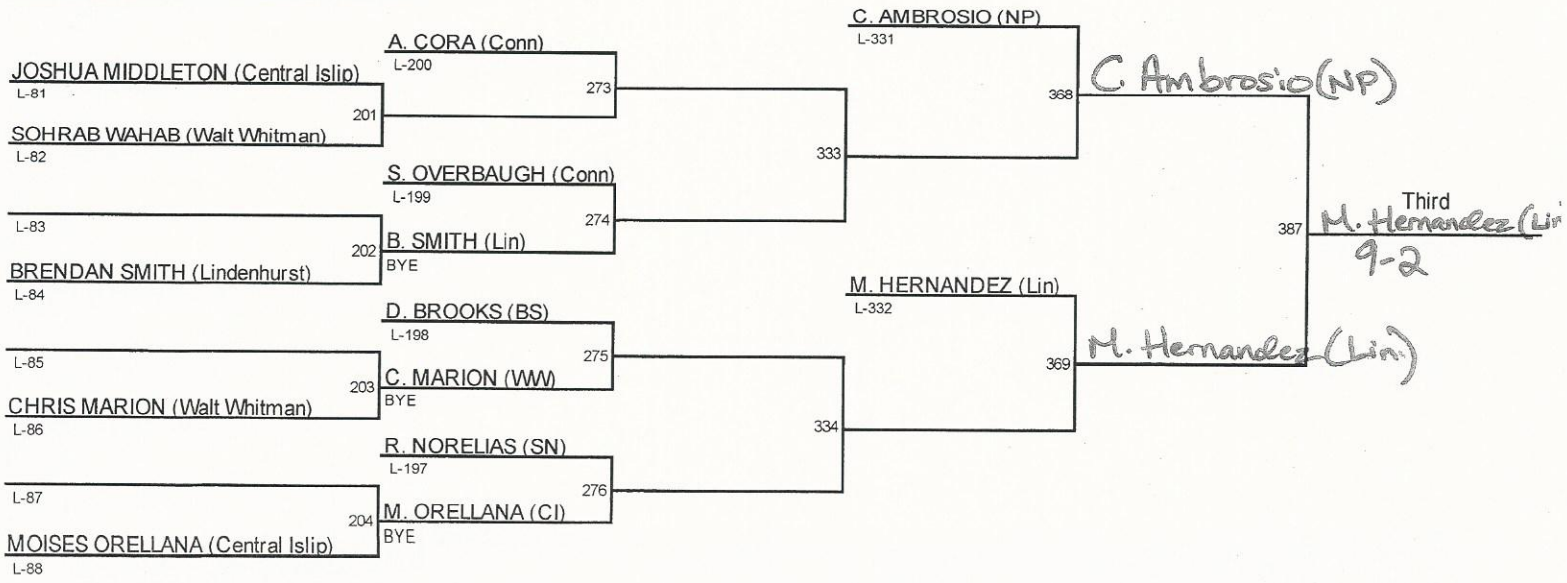 JOSHUA MIDDLETON (Central Islip)
L-81
201
SOHRAB WAHAB (Walt Whitman)
L-82
L-83
202
BRENDAN SMITH (Lindenhurst)
L-84
L-85
203
CHRIS MARION (Walt Whitman)
L-86
L-87
204
MOISES ORELLANA (Central Islip)
L-88
A. CORA (Conn)
L-200
273
S. OVERBAUGH (Conn)
L-199
274
B. SMITH (Lin)
BYE
D. BROOKS (BS)
L-198
275
C. MARION (WW)
BYE
R. NORELIAS (SN)
L-197
276
M. ORELLANA (CI)
BYE
333
334
C. AMBROSIO (NP)
L-331
368
M. HERNANDEZ (Lin)
L-332
369
C Ambrosio (NP)
M. Hernandez (Lin.)
387
Third
M. Hernandez (Lin
9-2